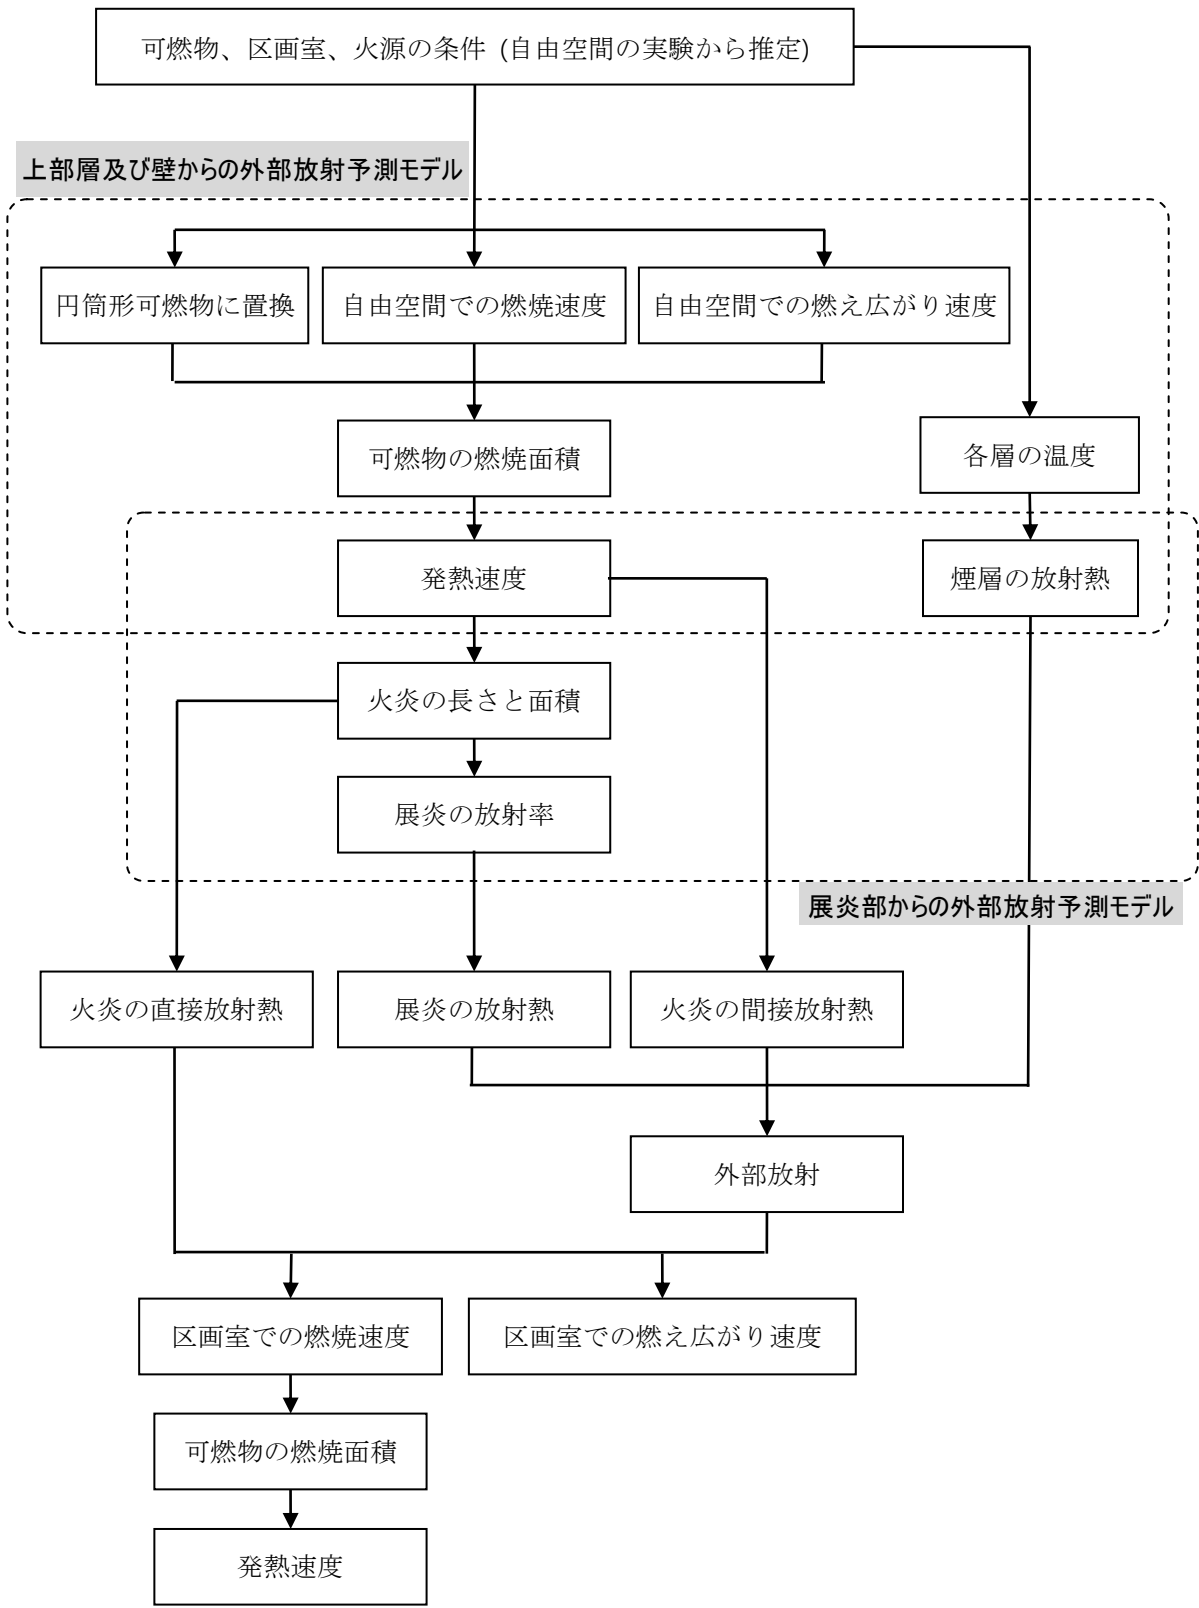 可燃物、区画室、火源の条件 (自由空間の実験から推定)
上部層及び壁からの外部放射予測モデル
円筒形可燃物に置換
自由空間での燃焼速度
自由空間での燃え広がり速度
可燃物の燃焼面積
各層の温度
発熱速度
煙層の放射熱
火炎の長さと面積
展炎の放射率
展炎部からの外部放射予測モデル
火炎の直接放射熱
展炎の放射熱
火炎の間接放射熱
外部放射
区画室での燃焼速度
区画室での燃え広がり速度
可燃物の燃焼面積
発熱速度